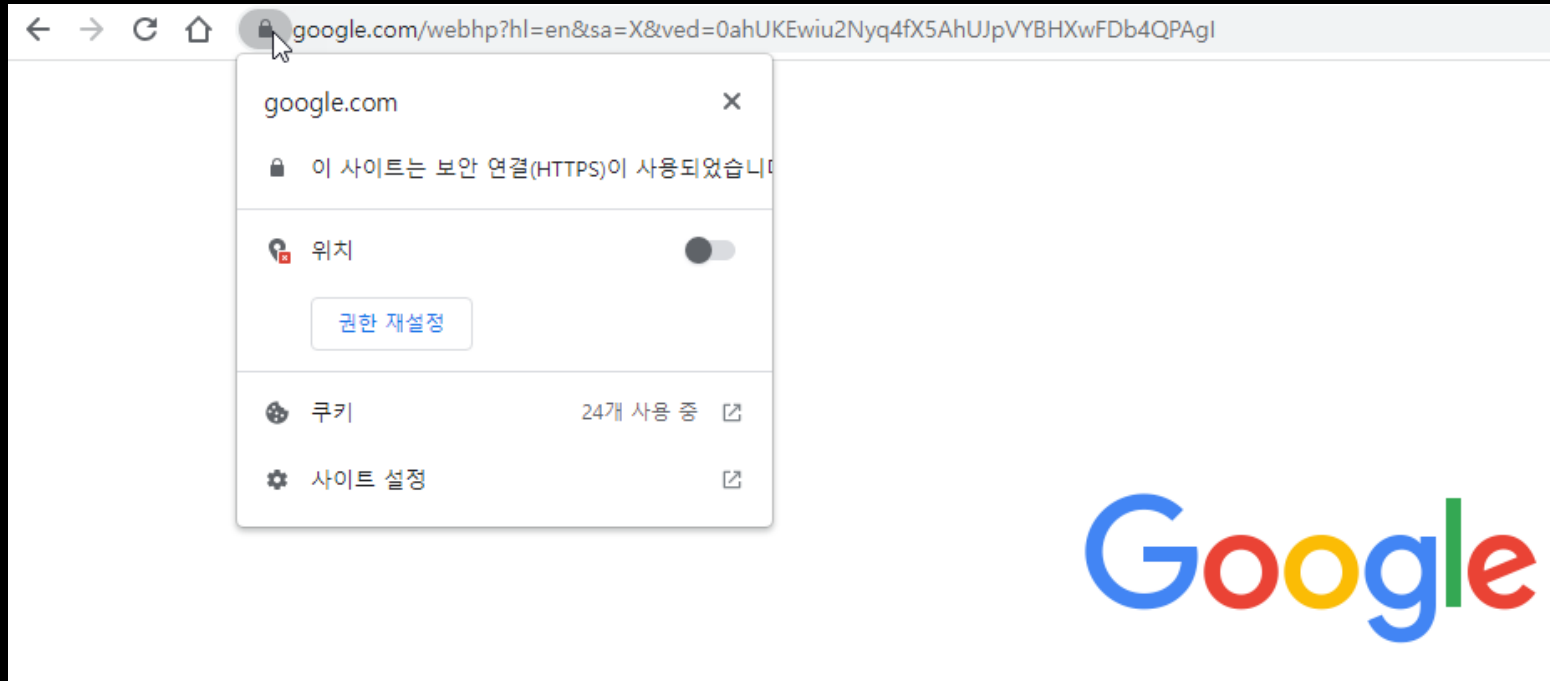 google.com/webhp?hl=en&sa=X&ved=0ahUKEwiu2Nyq4fX5AhUJpVYBHXwFDb4QPAgI
google.com
이 사이트는 보안 연결(HTTPS)이 사용되었습니
위치
권한 재설정
쿠키 24개 사용 중
사이트 설정
Google